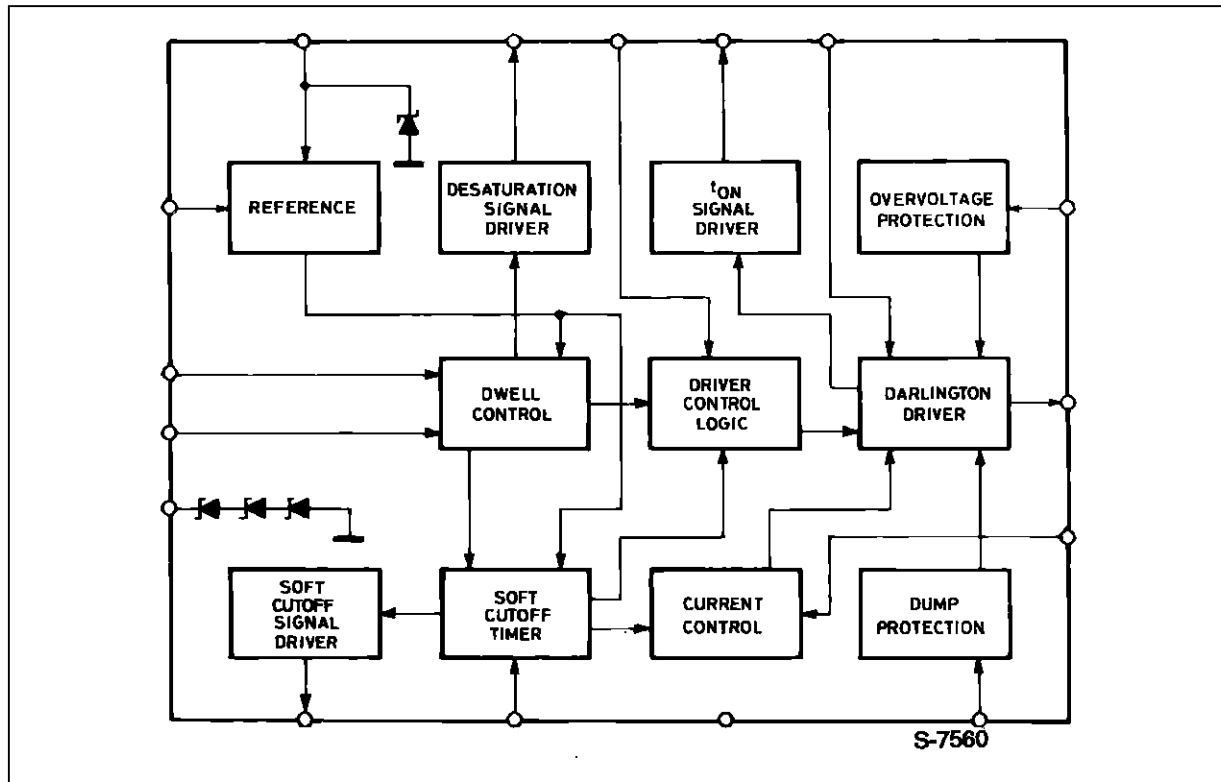 REFERENCE
DESATURATION
SIGNAL
DRIVER
tON
SIGNAL
DRIVER
OVERVOLTAGE
PROTECTION
DWELL
CONTROL
DRIVER
CONTROL
LOGIC
DARLINGTON
DRIVER
SOFT
CUTOFF
SIGNAL
DRIVER
SOFT
CUTOFF
TIMER
CURRENT
CONTROL
DUMP
PROTECTION
S-7560